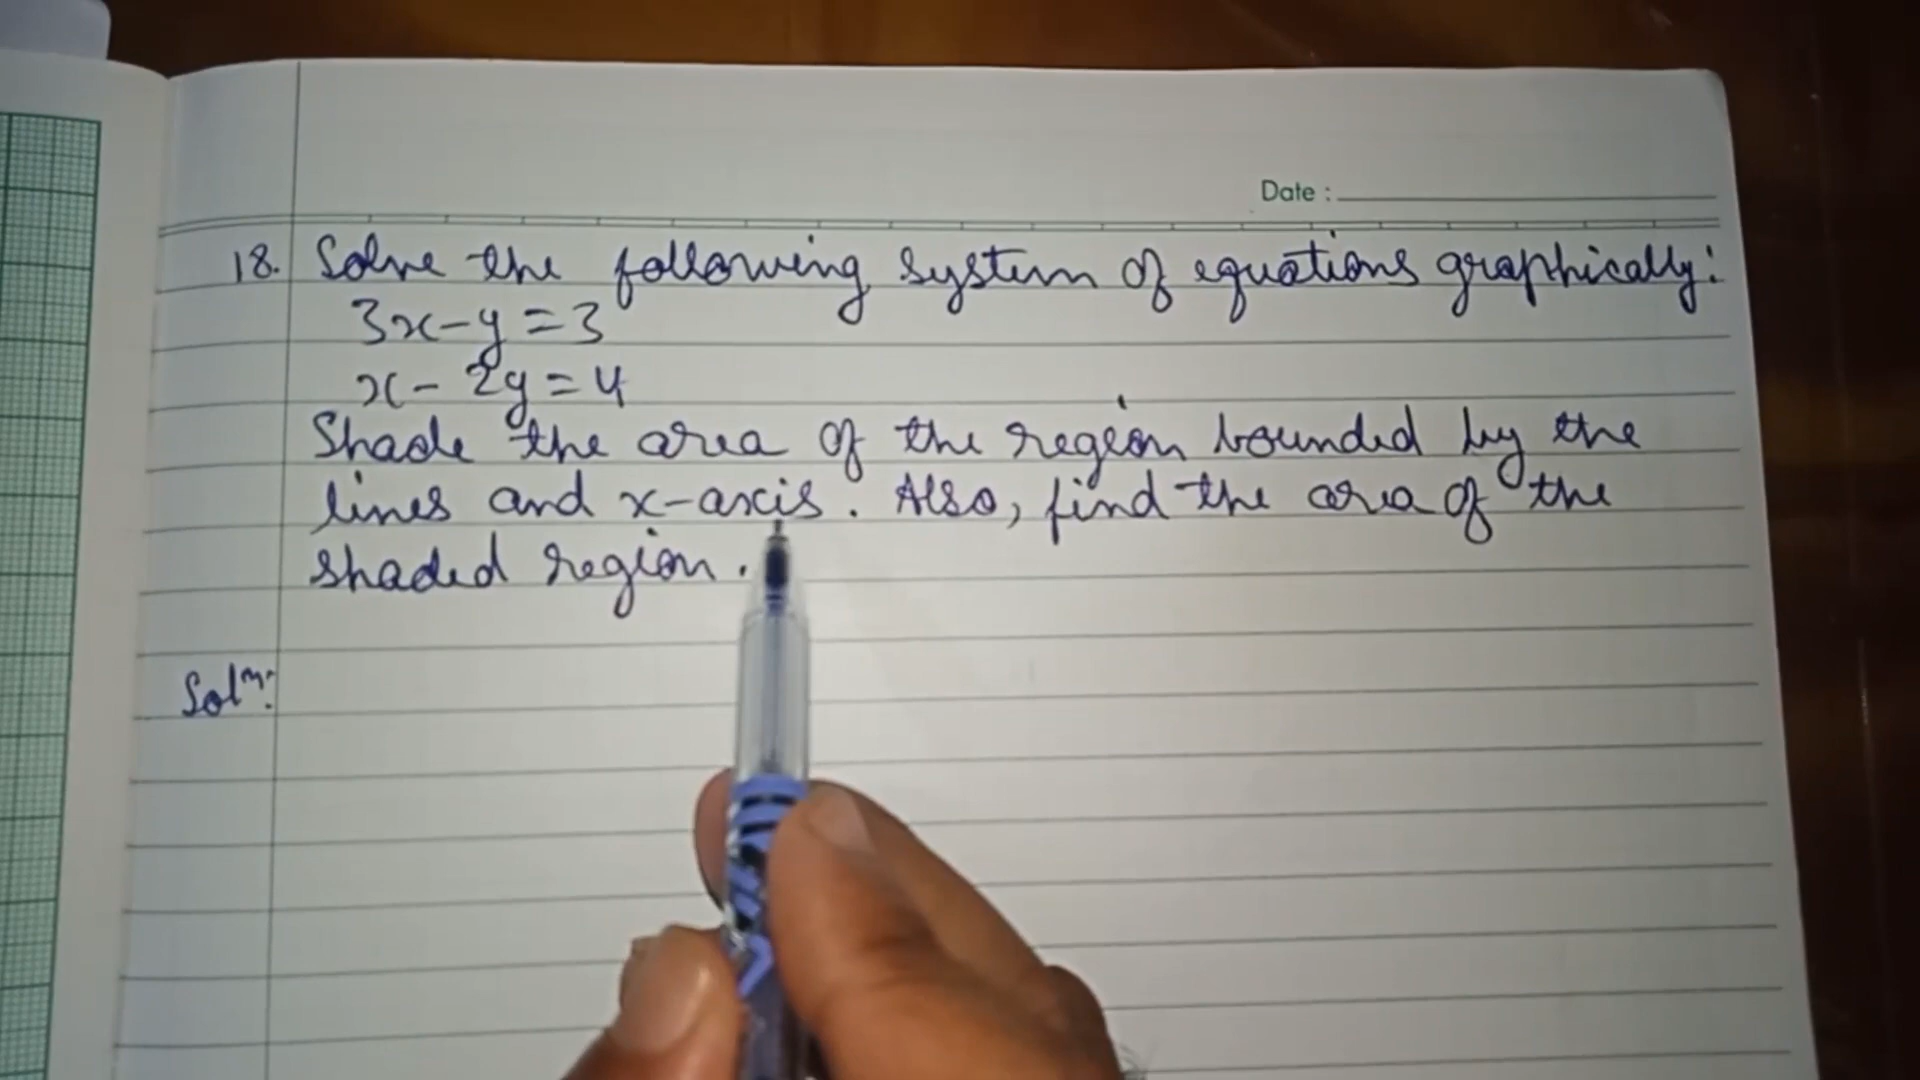 Date :
18. Solve the following system of equations graphically:
3x-y=3
x-2y=4
Shade the area of the region bounded by the
lines and x-axis. Also, find the area of the
shaded region.
Solⁿ: